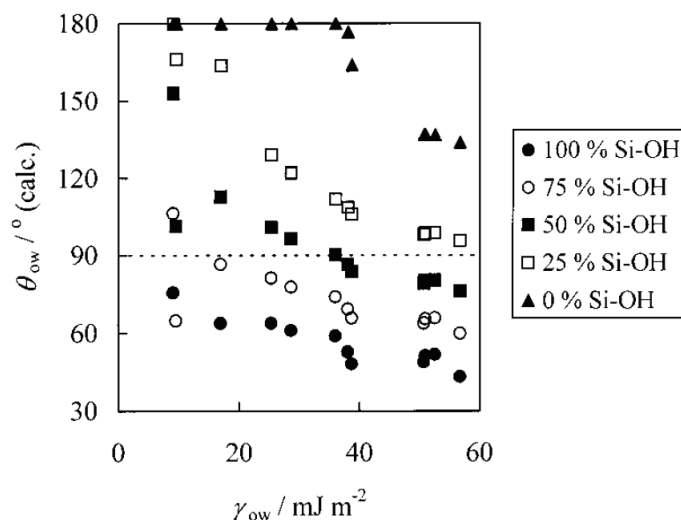 180
150
120
90
60
30
θow / ° (calc.)
0
20
40
60
γow / mJ m-2
100 % Si-OH
75 % Si-OH
50 % Si-OH
25 % Si-OH
0 % Si-OH